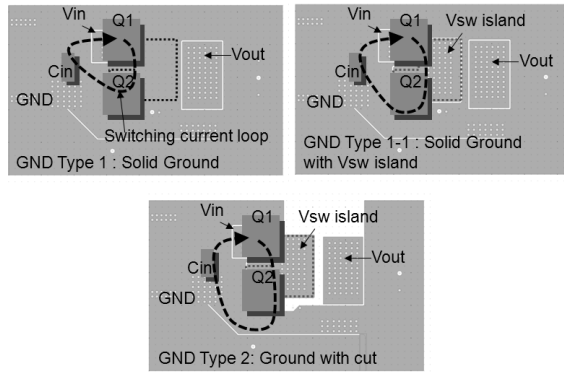 Vin
Q1
Vout
Cin
Q2
GND
Switching current loop
GND Type 1 : Solid Ground
Vin
Q1
Vsw island
Vout
Cin
Q2
GND
GND Type 1-1 : Solid Ground
with Vsw island
Vin
Q1
Vsw island
Vout
Cin
Q2
GND
GND Type 2: Ground with cut